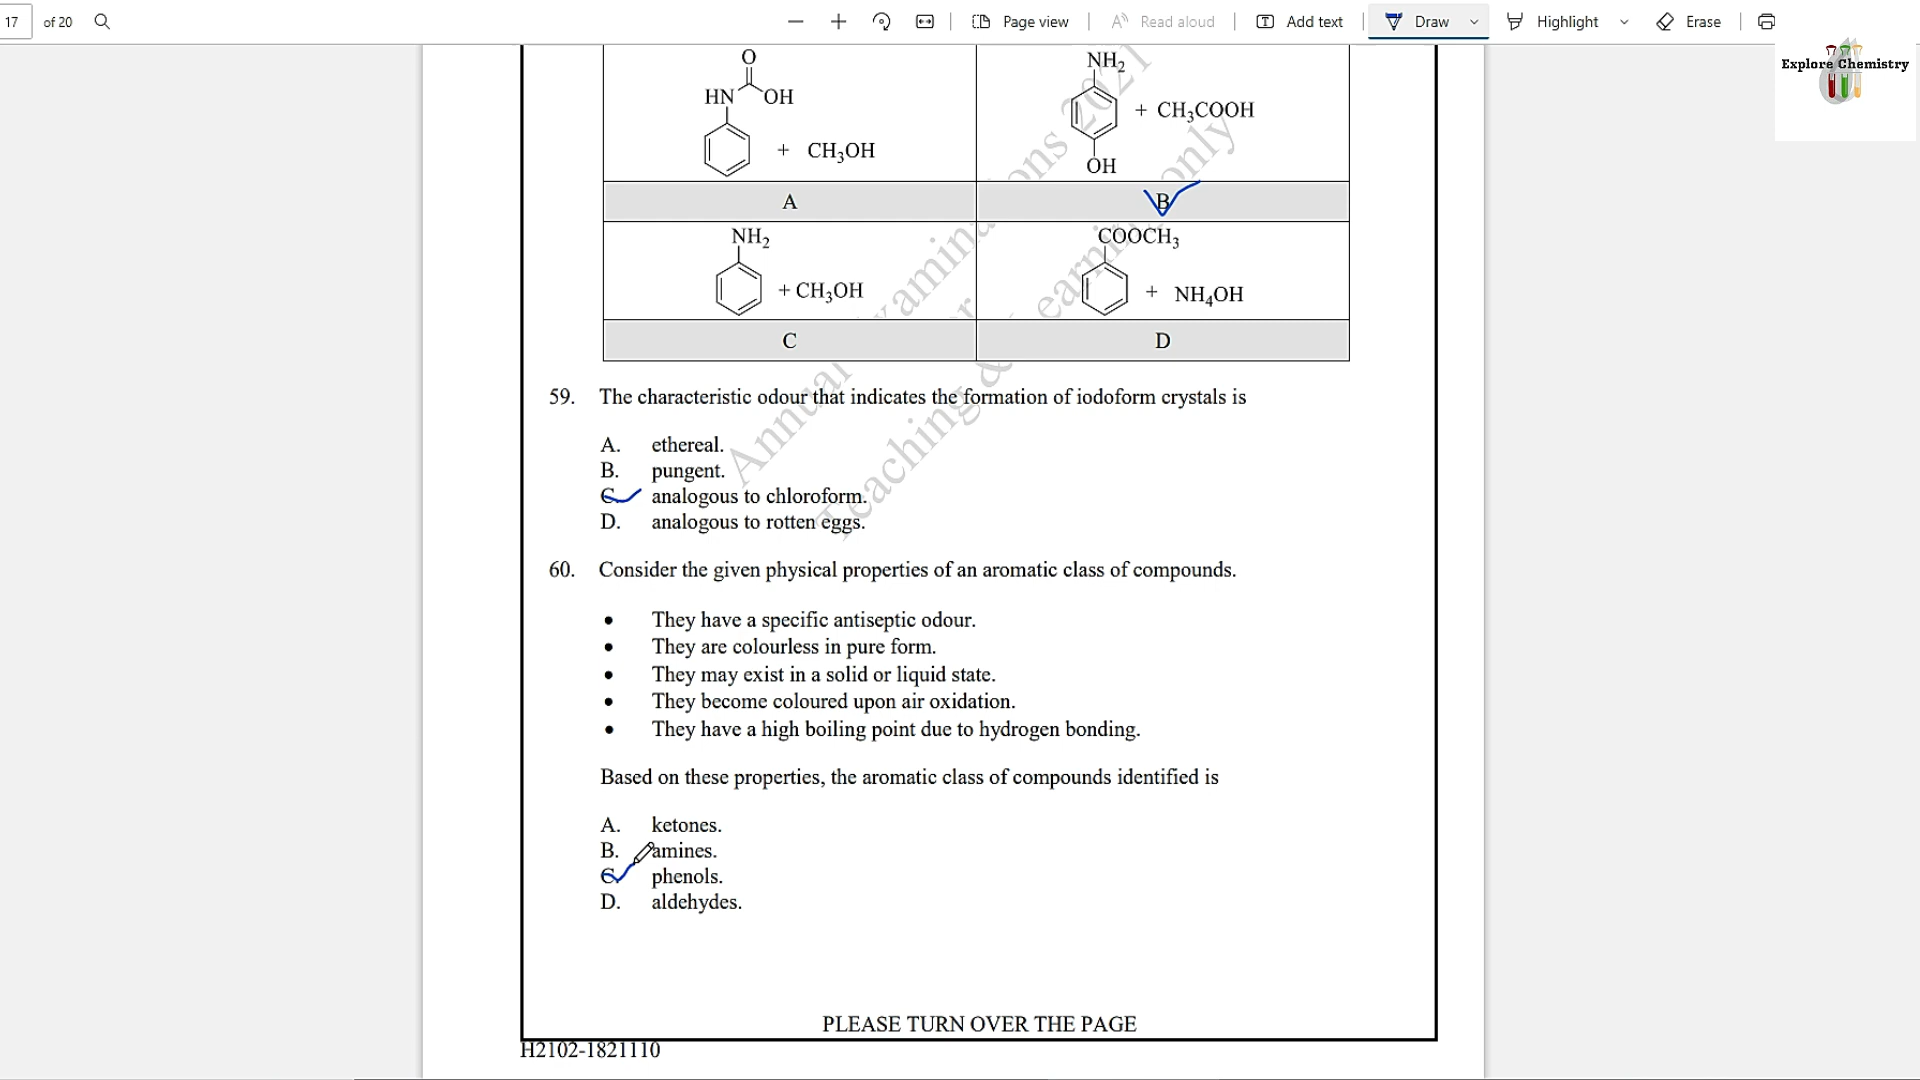 17 of 20 Page view Read aloud Add text Draw Highlight Erase
Explore Chemistry
O
HN OH
+ CH3OH
NH2
+ CH3COOH
OH
A B
NH2
+ CH3OH
COOCH3
+ NH4OH
C D
59. The characteristic odour that indicates the formation of iodoform crystals is
A. ethereal.
B. pungent.
C. analogous to chloroform.
D. analogous to rotten eggs.
60. Consider the given physical properties of an aromatic class of compounds.
• They have a specific antiseptic odour.
• They are colourless in pure form.
• They may exist in a solid or liquid state.
• They become coloured upon air oxidation.
• They have a high boiling point due to hydrogen bonding.
Based on these properties, the aromatic class of compounds identified is
A. ketones.
B. amines.
C. phenols.
D. aldehydes.
PLEASE TURN OVER THE PAGE
H2102-1821110